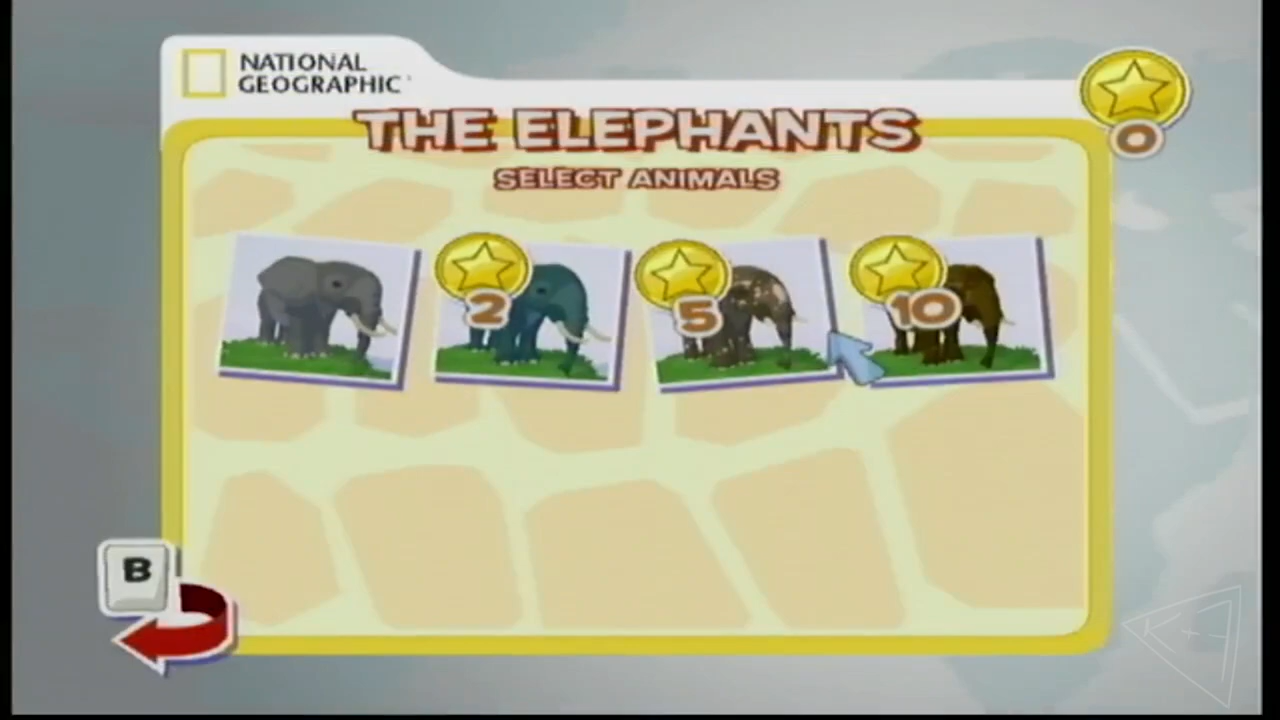 NATIONAL
GEOGRAPHIC
THE ELEPHANTS
SELECT ANIMALS
0
2
5
10
B
K+F